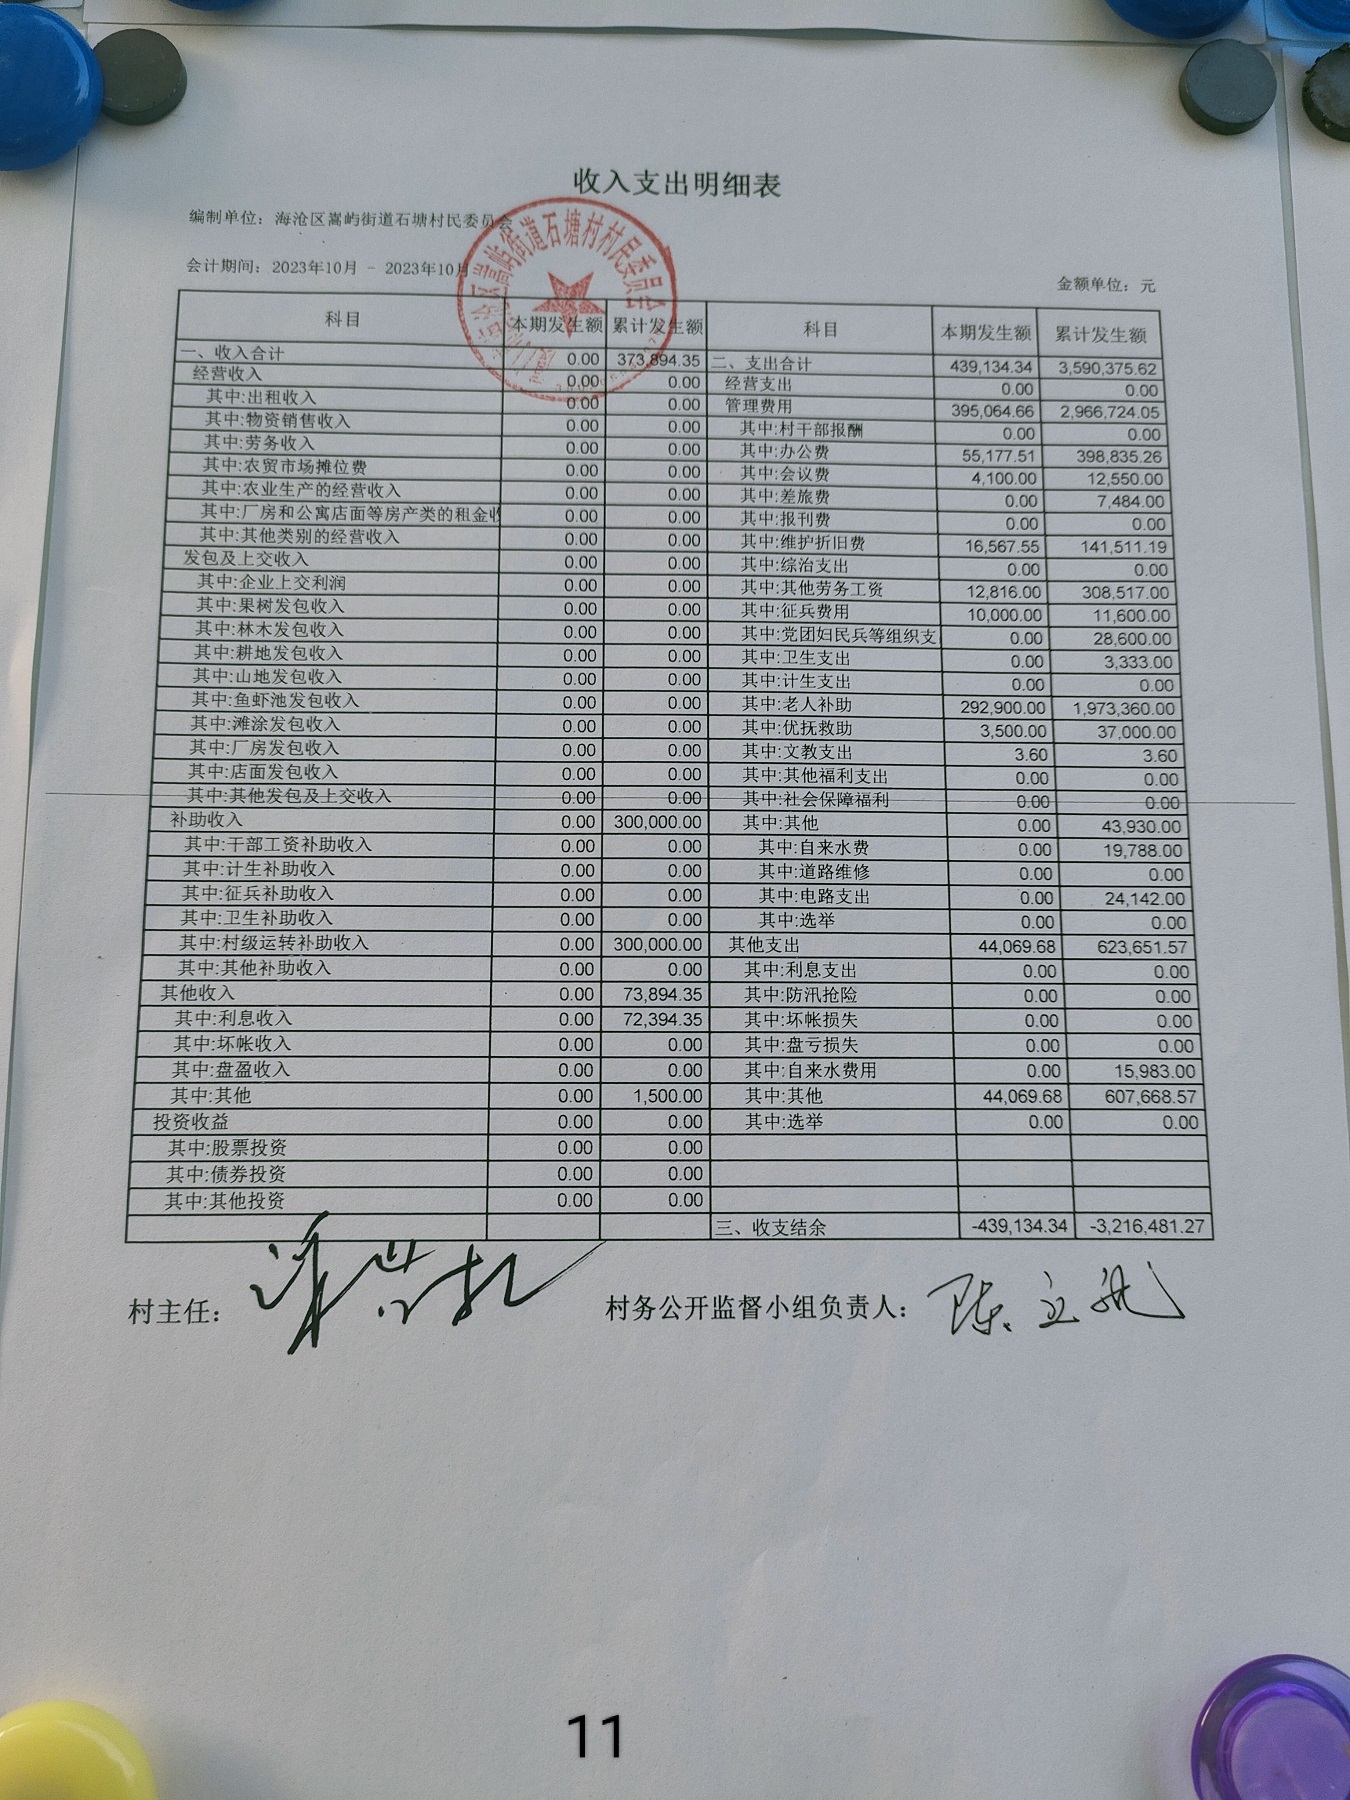 收入支出明细表
编制单位：海沧区嵩屿街道石塘村民委员会
会计期间：2023年10月 - 2023年10月
金额单位：元
科目 本期发生额 累计发生额 科目 本期发生额 累计发生额
一、收入合计 0.00 373,894.35 二、支出合计 439,134.34 3,590,375.62
经营收入 0.00 0.00 经营支出 0.00 0.00
其中:出租收入 0.00 0.00 管理费用 395,064.66 2,966,724.05
其中:物资销售收入 0.00 0.00 其中:村干部报酬 0.00 0.00
其中:劳务收入 0.00 0.00 其中:办公费 55,177.51 398,835.26
其中:农贸市场摊位费 0.00 0.00 其中:会议费 4,100.00 12,550.00
其中:农业生产的经营收入 0.00 0.00 其中:差旅费 0.00 7,484.00
其中:厂房和公寓店面等房产类的租金收 0.00 0.00 其中:报刊费 0.00 0.00
其中:其他类别的经营收入 0.00 0.00 其中:维护折旧费 16,567.55 141,511.19
发包及上交收入 0.00 0.00 其中:综治支出 0.00 0.00
其中:企业上交利润 0.00 0.00 其中:其他劳务工资 12,816.00 308,517.00
其中:果树发包收入 0.00 0.00 其中:征兵费用 10,000.00 11,600.00
其中:林木发包收入 0.00 0.00 其中:党团妇民兵等组织支 0.00 28,600.00
其中:耕地发包收入 0.00 0.00 其中:卫生支出 0.00 3,333.00
其中:山地发包收入 0.00 0.00 其中:计生支出 0.00 0.00
其中:鱼虾池发包收入 0.00 0.00 其中:老人补助 292,900.00 1,973,360.00
其中:滩涂发包收入 0.00 0.00 其中:优抚救助 3,500.00 37,000.00
其中:厂房发包收入 0.00 0.00 其中:文教支出 3.60 3.60
其中:店面发包收入 0.00 0.00 其中:其他福利支出 0.00 0.00
其中:其他发包及上交收入 0.00 0.00 其中:社会保障福利 0.00 0.00
补助收入 0.00 300,000.00 其中:其他 0.00 43,930.00
其中:干部工资补助收入 0.00 0.00 其中:自来水费 0.00 19,788.00
其中:计生补助收入 0.00 0.00 其中:道路维修 0.00 0.00
其中:征兵补助收入 0.00 0.00 其中:电路支出 0.00 24,142.00
其中:卫生补助收入 0.00 0.00 其中:选举 0.00 0.00
其中:村级运转补助收入 0.00 300,000.00 其他支出 44,069.68 623,651.57
其中:其他补助收入 0.00 0.00 其中:利息支出 0.00 0.00
其他收入 0.00 73,894.35 其中:防汛抢险 0.00 0.00
其中:利息收入 0.00 72,394.35 其中:坏帐损失 0.00 0.00
其中:坏帐收入 0.00 0.00 其中:盘亏损失 0.00 0.00
其中:盘盈收入 0.00 0.00 其中:自来水费用 0.00 15,983.00
其中:其他 0.00 1,500.00 其中:其他 44,069.68 607,668.57
投资收益 0.00 0.00 其中:选举 0.00 0.00
其中:股票投资 0.00 0.00
其中:债券投资 0.00 0.00
其中:其他投资 0.00 0.00
三、收支结余 -439,134.34 -3,216,481.27
村主任： 村务公开监督小组负责人：陈立
11